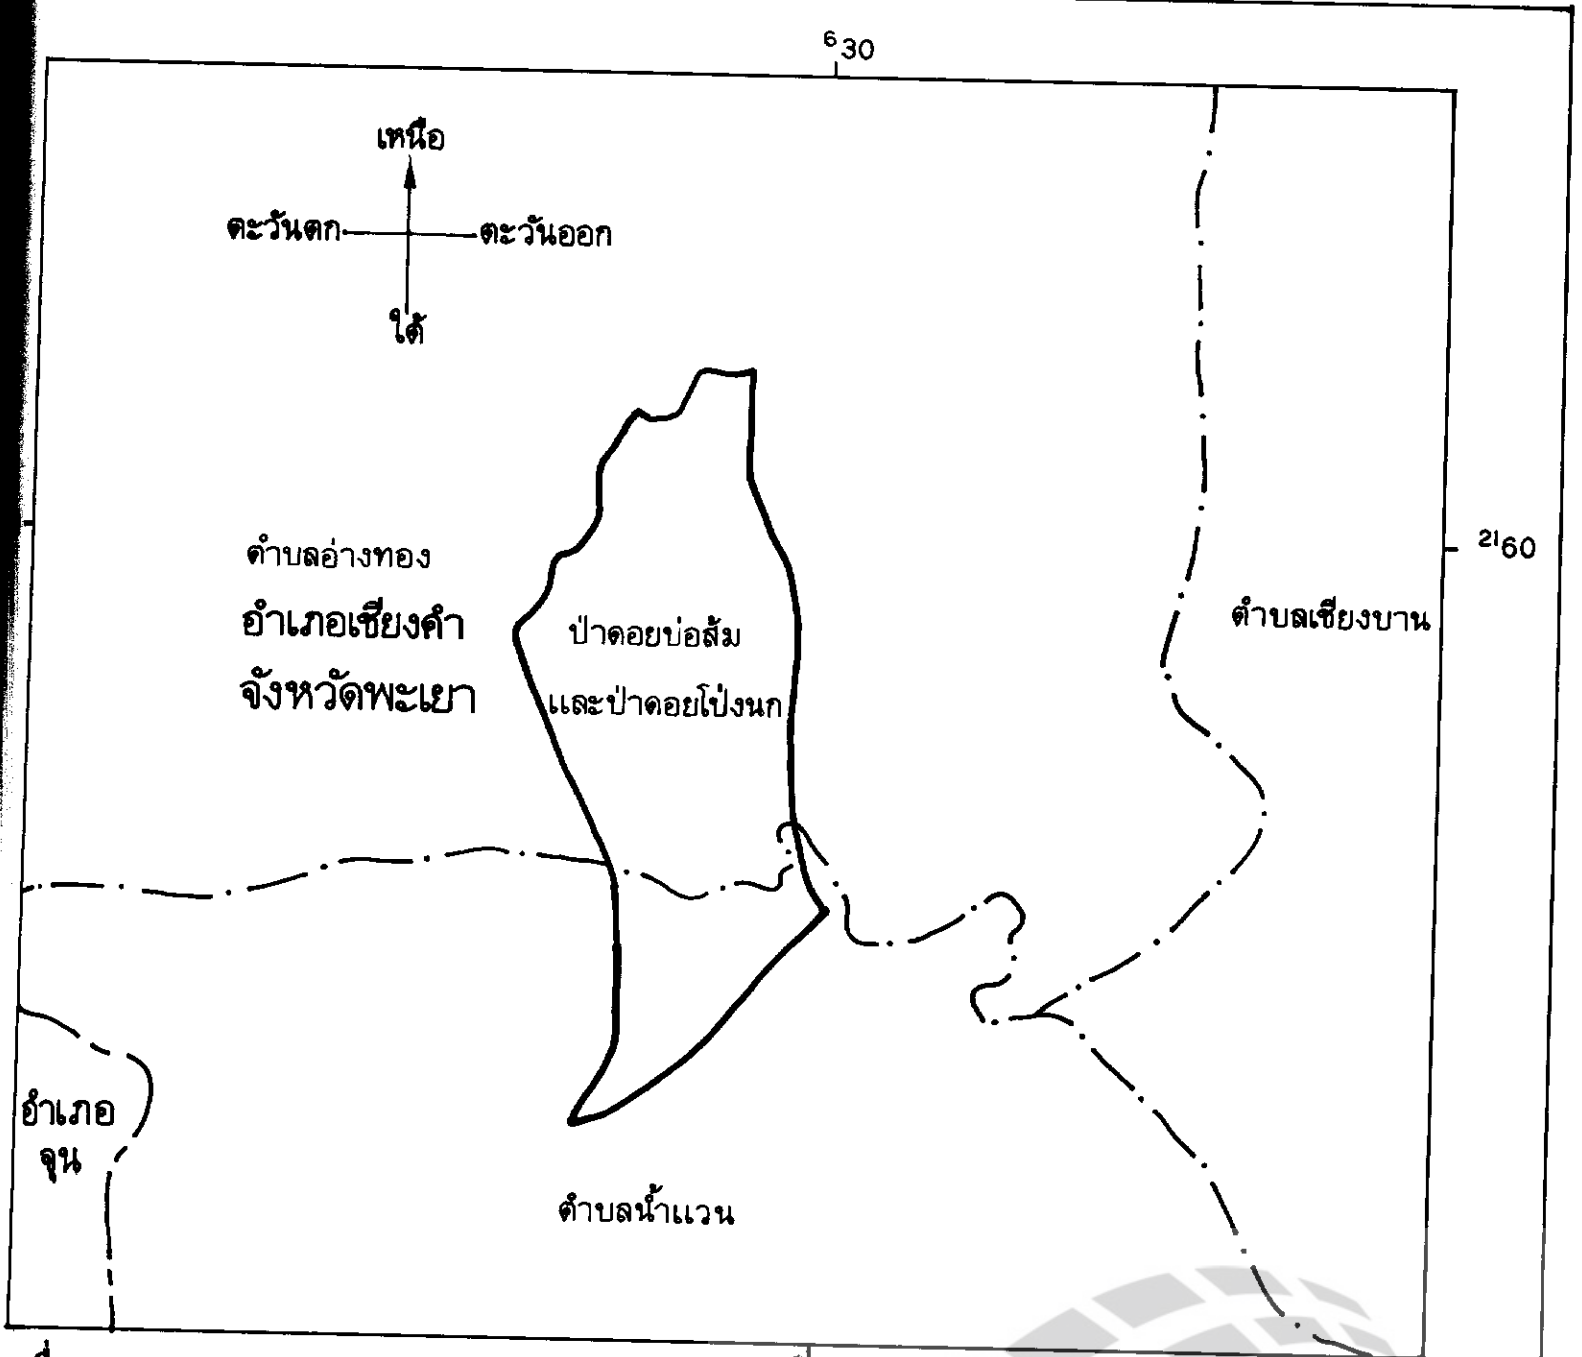 ⁶30
เหนือ
ตะวันตก ตะวันออก
ใต้
ตำบลอ่างทอง
²¹60
อำเภอเชียงคำ
ป่าดอยบ่อส้ม
ตำบลเชียงบาน
จังหวัดพะเยา
และป่าดอยโป่งนก
อำเภอ
จุน
ตำบลน้ำแวน